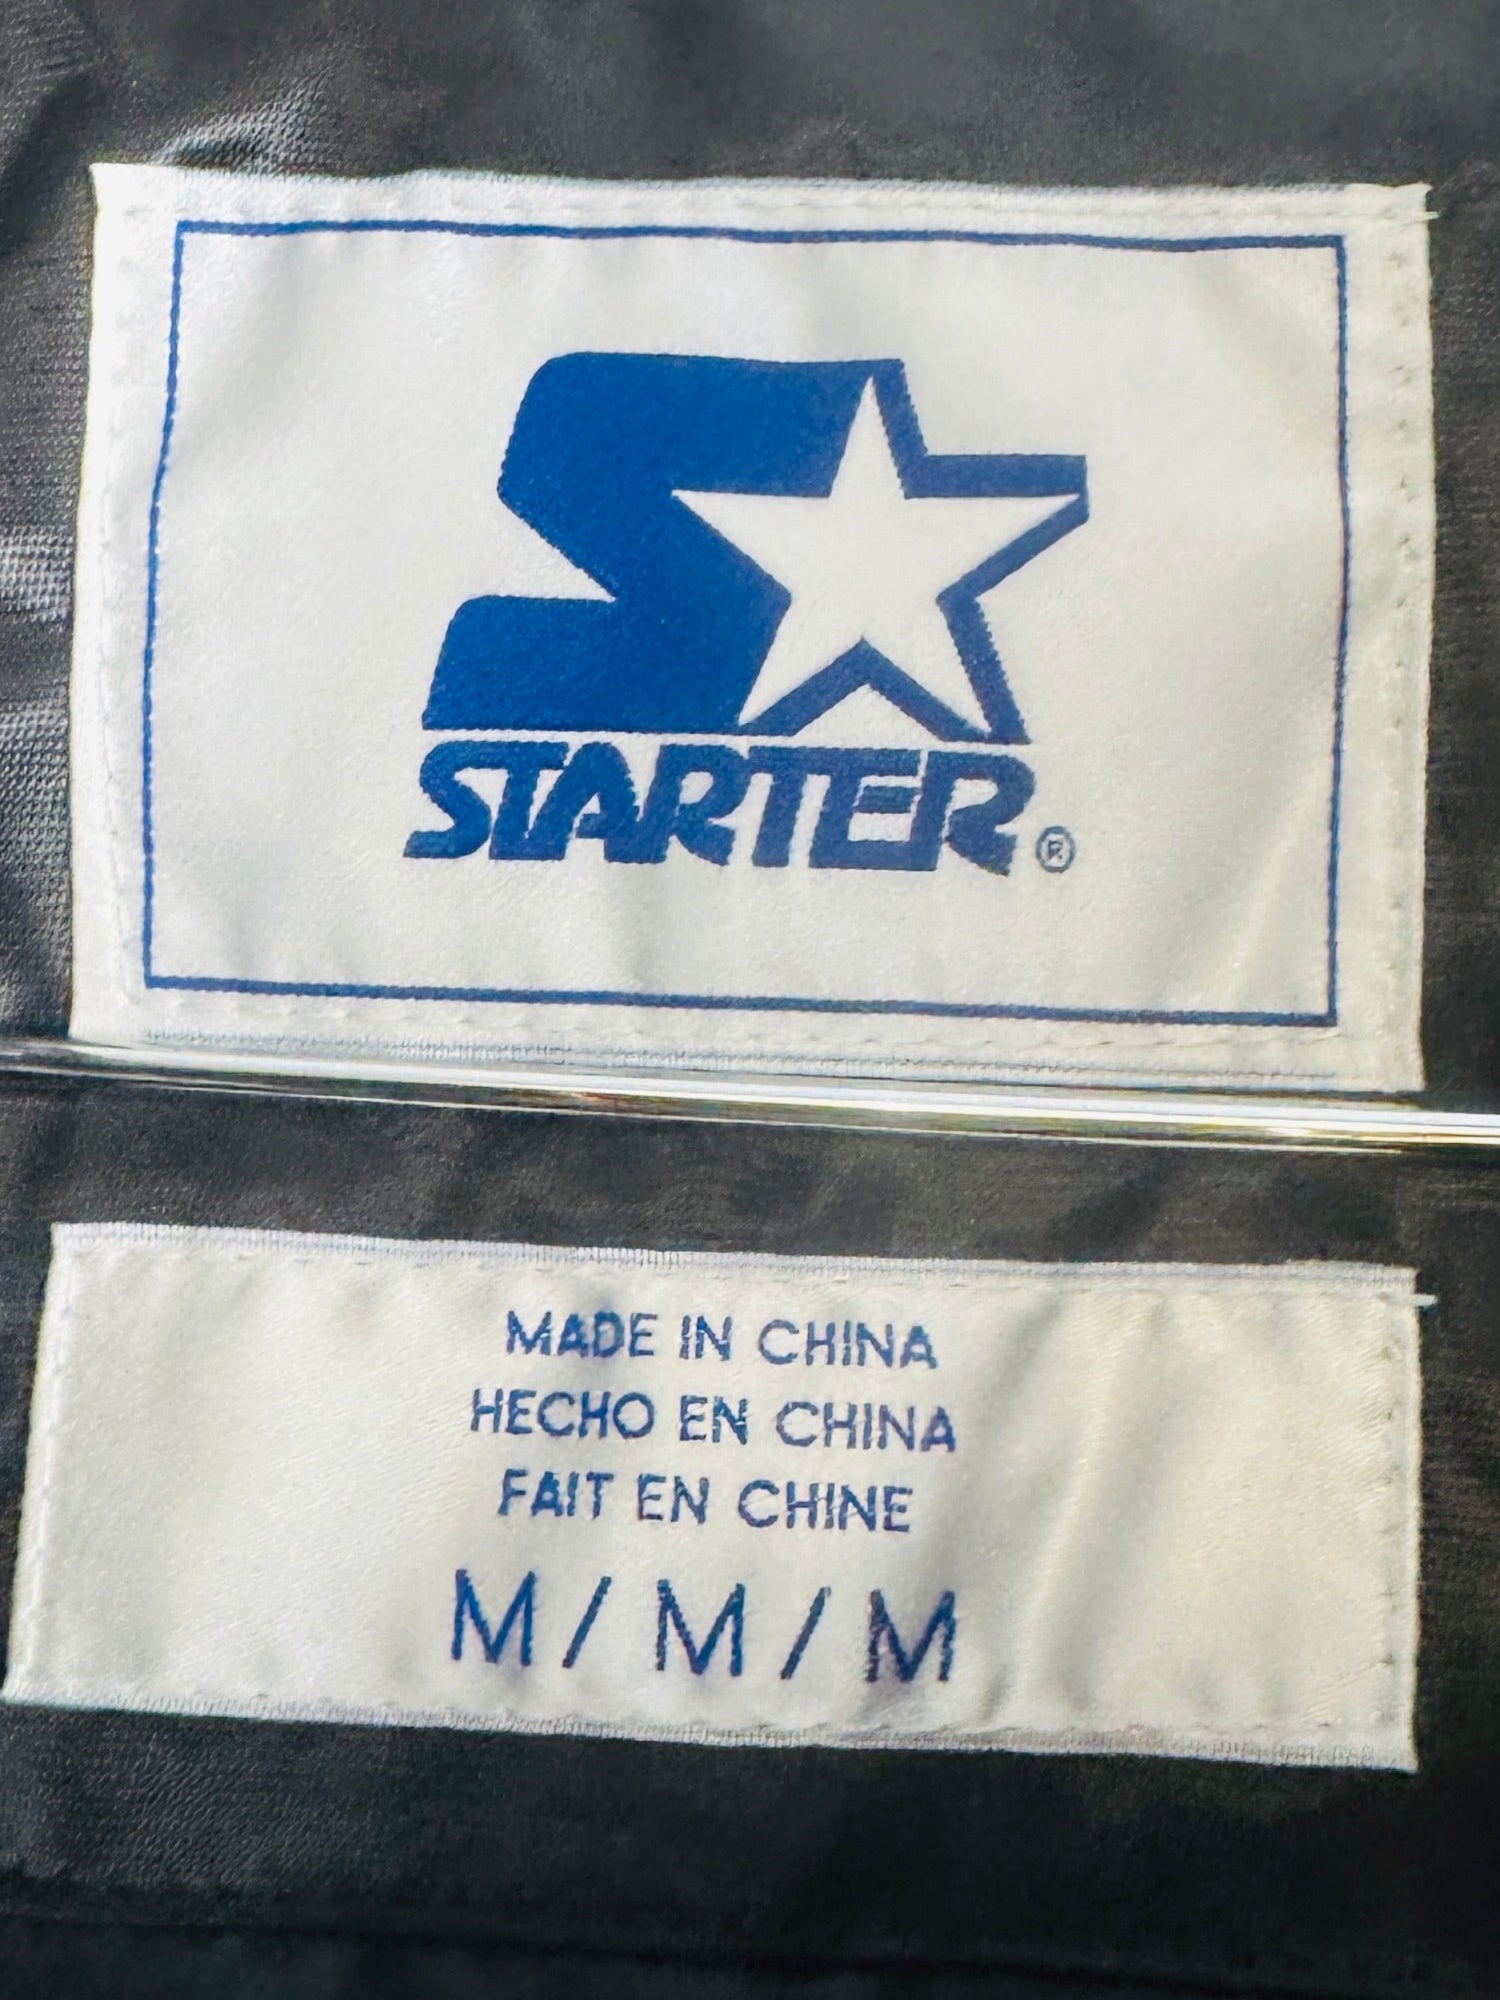 STARTER®
MADE IN CHINA
HECHO EN CHINA
FAIT EN CHINE
M / M / M